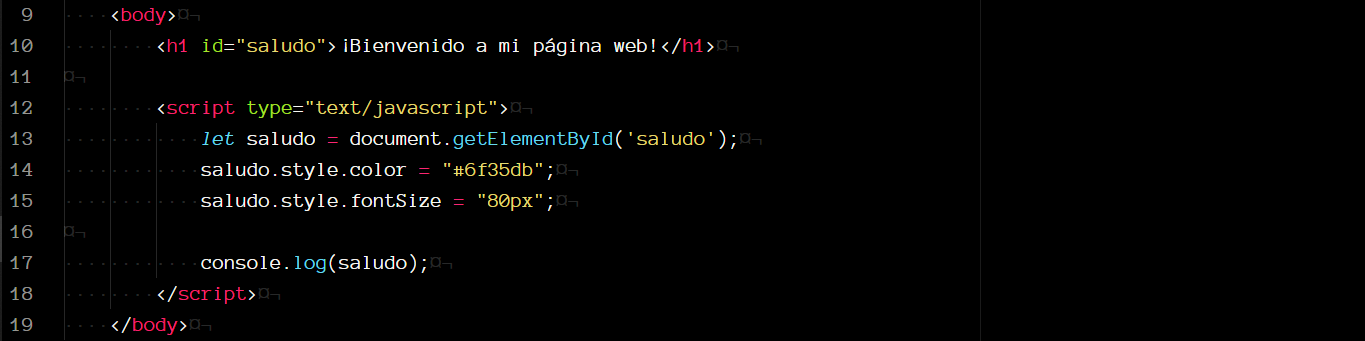 9 <body>
10 <h1 id="saludo">¡Bienvenido a mi página web!</h1>
11
12 <script type="text/javascript">
13 let saludo = document.getElementById('saludo');
14 saludo.style.color = "#6f35db";
15 saludo.style.fontSize = "80px";
16
17 console.log(saludo);
18 </script>
19 </body>